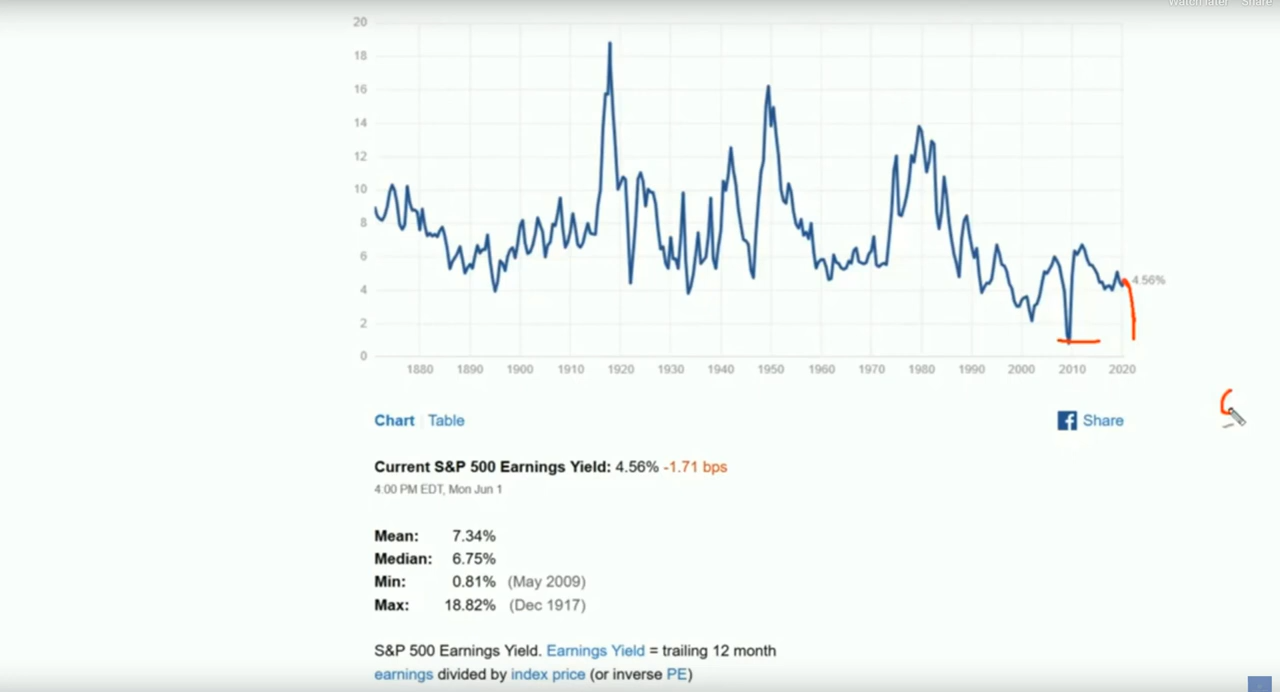 Watch later Share
20
18
16
14
12
10
8
6
4
2
0
4.56%
1880 1890 1900 1910 1920 1930 1940 1950 1960 1970 1980 1990 2000 2010 2020
Chart Table
Share
Current S&P 500 Earnings Yield: 4.56% -1.71 bps
4:00 PM EDT, Mon Jun 1
Mean: 7.34%
Median: 6.75%
Min: 0.81% (May 2009)
Max: 18.82% (Dec 1917)
S&P 500 Earnings Yield. Earnings Yield = trailing 12 month
earnings divided by index price (or inverse PE)